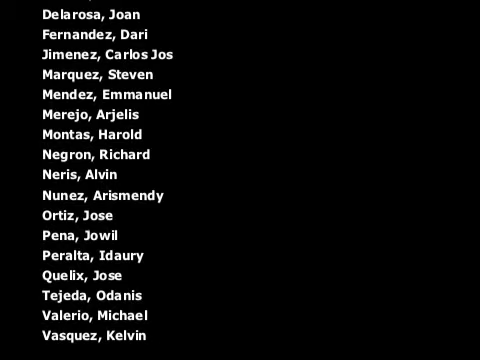 Delarosa, Joan
Fernandez, Dari
Jimenez, Carlos Jos
Marquez, Steven
Mendez, Emmanuel
Merejo, Arjelis
Montas, Harold
Negron, Richard
Neris, Alvin
Nunez, Arismendy
Ortiz, Jose
Pena, Jowil
Peralta, Idaury
Quelix, Jose
Tejeda, Odanis
Valerio, Michael
Vasquez, Kelvin